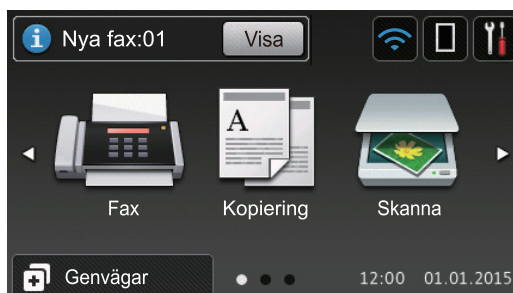 Nya fax:01 Visa
A
Fax Kopiering Skanna
Genvägar 12:00 01.01.2015